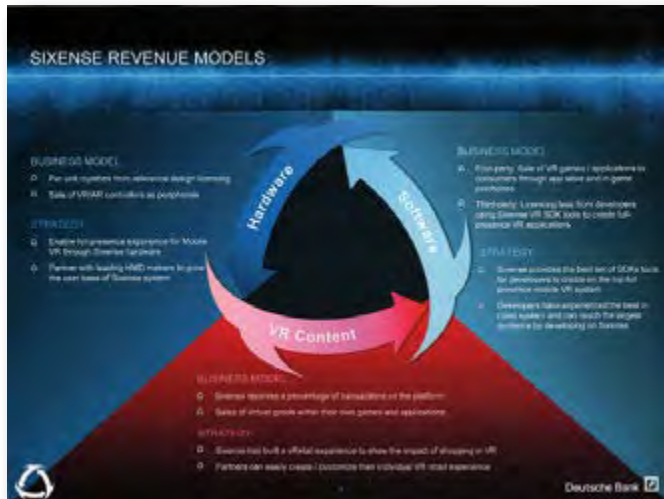 SIXENSE REVENUE MODELS
BUSINESS MODEL
Per unit royalties from reference design licensing
Sale of VR/AR controllers as peripherals
STRATEGY
Enable full presence experience for Mobile
VR through Sixense hardware
Partner with leading HMD makers to grow
the user base of Sixense system
Hardware
Software
VR Content
BUSINESS MODEL
First-party: Sale of VR games / applications to
consumers through app store and in game
purchases
Third-party: Licensing fees from developers
using Sixense VR SDK tools to create full-
presence VR applications
STRATEGY
Sixense provides the best set of SDKs tools
for developers to create on the top full
presence mobile VR system
Developers have experienced the best in
class system and can reach the largest
audience by developing on Sixense
BUSINESS MODEL
Sixense receives a percentage of transactions on the platform
Sales of virtual goods within their own games and applications
STRATEGY
Sixense has built a vRetail experience to show the impact of shopping in VR
Partners can easily create / customize their individual VR retail experience
Deutsche Bank